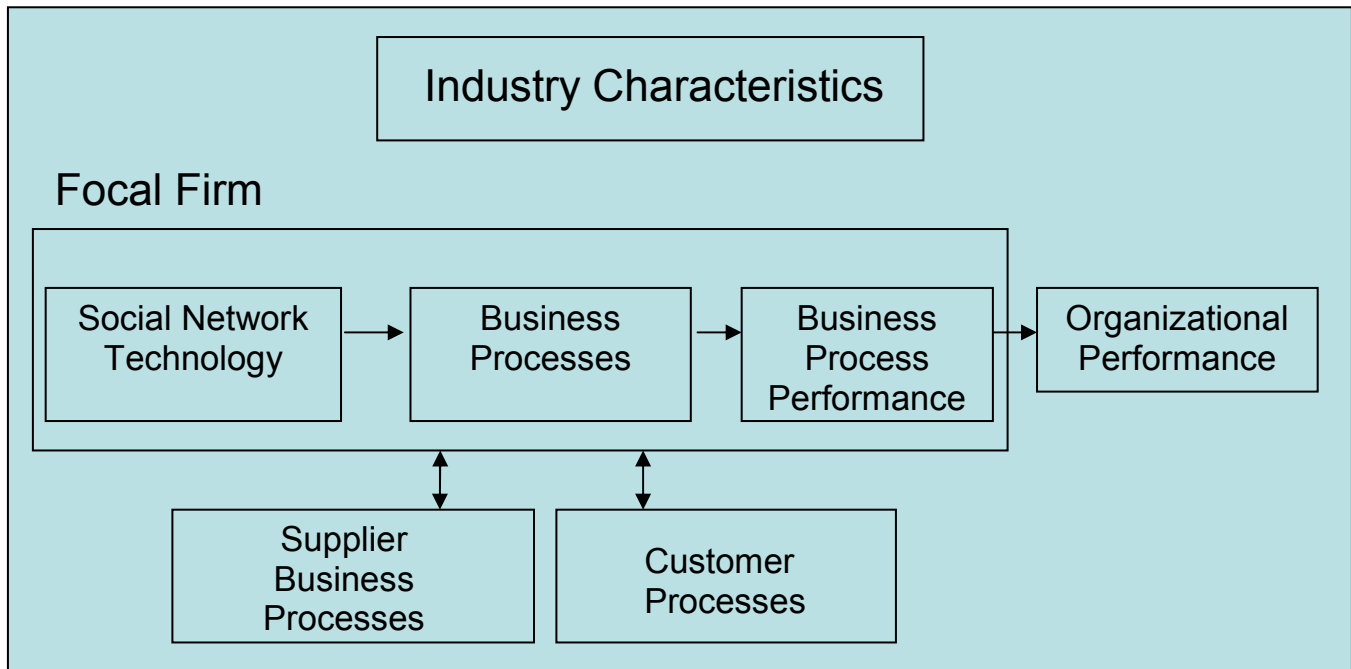 Industry Characteristics
Focal Firm
Social Network
Technology
Business
Processes
Business
Process
Performance
Organizational
Performance
Supplier
Business
Processes
Customer
Processes